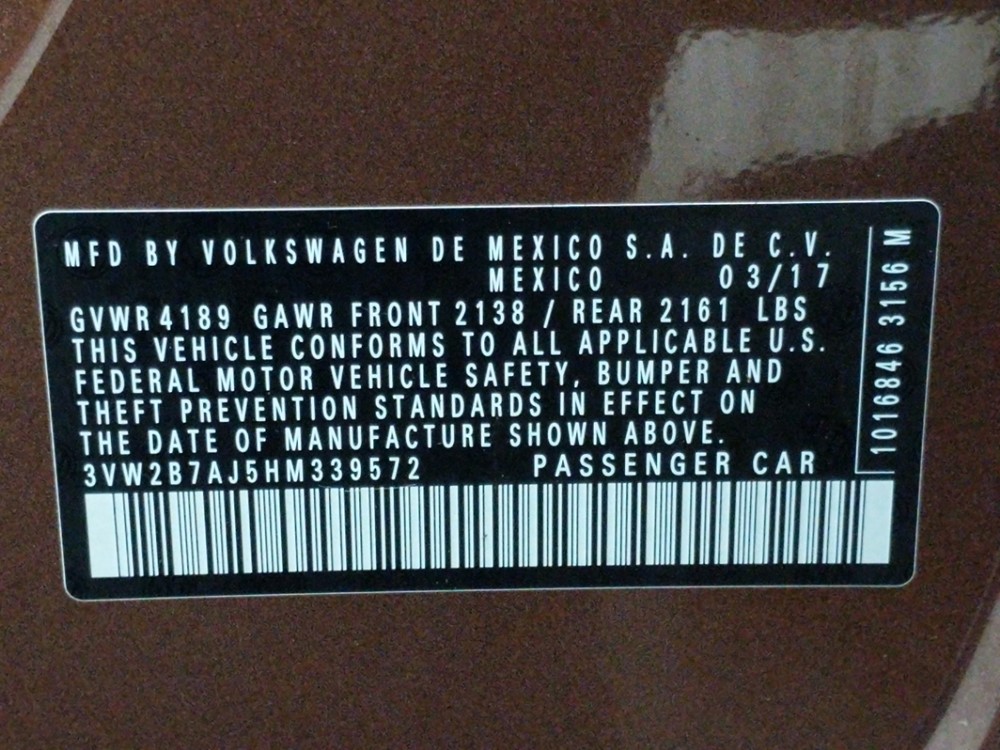 MFD BY VOLKSWAGEN DE MEXICO S.A. DE C.V.
MEXICO 03/17
GVWR 4189 GAWR FRONT 2138 / REAR 2161 LBS
THIS VEHICLE CONFORMS TO ALL APPLICABLE U.S.
FEDERAL MOTOR VEHICLE SAFETY, BUMPER AND
THEFT PREVENTION STANDARDS IN EFFECT ON
THE DATE OF MANUFACTURE SHOWN ABOVE.
3VW2B7AJ5HM339572 PASSENGER CAR
1016846 3156 M